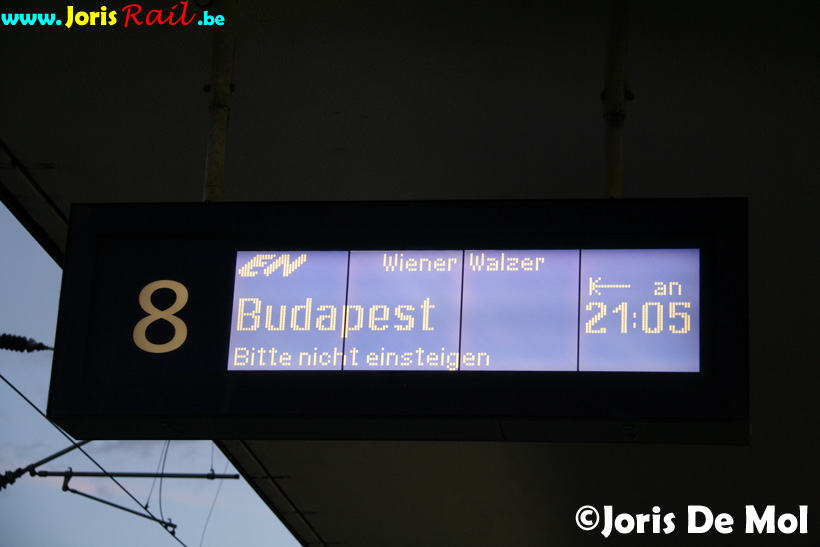 www.JorisRail.be
8
EN Wiener Walzer
K← an
Budapest 21:05
Bitte nicht einsteigen
©Joris De Mol